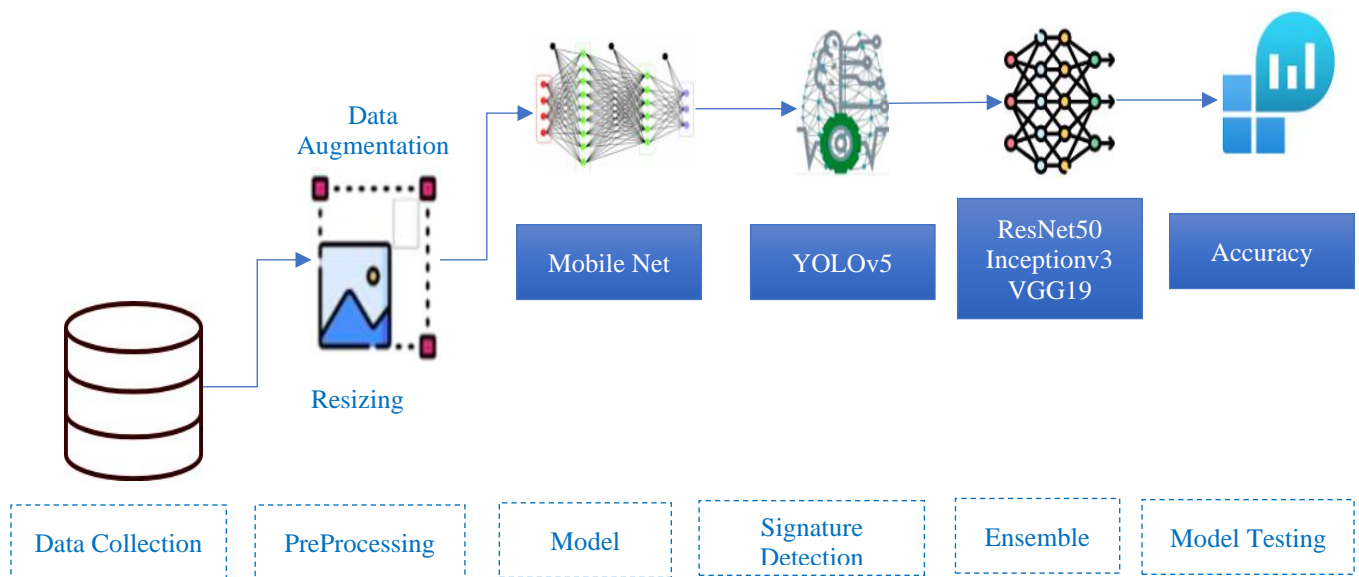 Data
Augmentation
Resizing
Mobile Net
YOLOv5
ResNet50
Inceptionv3
VGG19
Accuracy
Data Collection
PreProcessing
Model
Signature
Detection
Ensemble
Model Testing